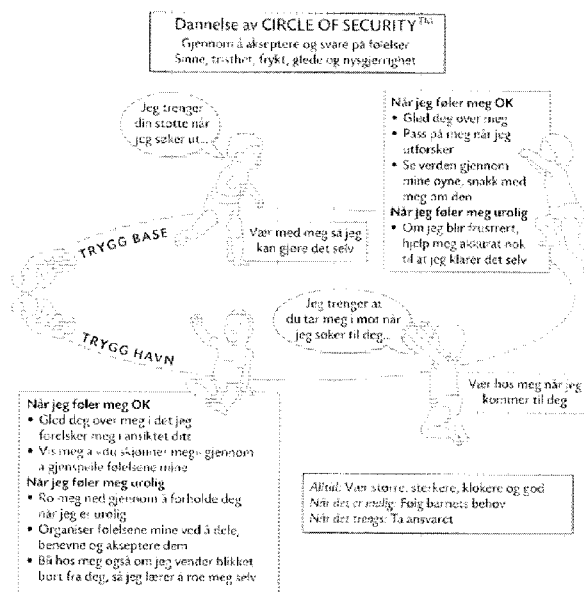 Dannelse av CIRCLE OF SECURITY™
Gjennom å akseptere og svare på følelser
Sinne, tristhet, frykt, glede og nysgjerrighet
Jeg trenger
din støtte når
jeg søker ut...
Når jeg føler meg OK
• Gled deg over meg
• Pass på meg når jeg
utforsker
• Se verden gjennom
mine øyne, snakk med
meg om den
Når jeg føler meg urolig
• Om jeg blir frustrert,
hjelp meg akkurat nok
til at jeg klarer det selv
TRYGG BASE
Vær med meg så jeg
kan gjøre det selv
TRYGG HAVN
Jeg trenger at
du tar meg i mot når
jeg søker til deg...
Vær hos meg når jeg
kommer til deg
Når jeg føler meg OK
• Gled deg over meg i det jeg
forelsker meg i ansiktet ditt
• Vis meg at «du skjønner meg» gjennom
å gjenspeile følelsene mine
Når jeg føler meg urolig
• Ro meg ned gjennom å forholde deg
når jeg er urolig
• Organiser følelsene mine ved å dele,
benevne og akseptere dem
• Bli hos meg også om jeg vender blikket
bort fra deg, så jeg lærer å roe meg selv
Alltid: Vær større, sterkere, klokere og god
Når det er mulig: Følg barnets behov
Når det trengs: Ta ansvaret